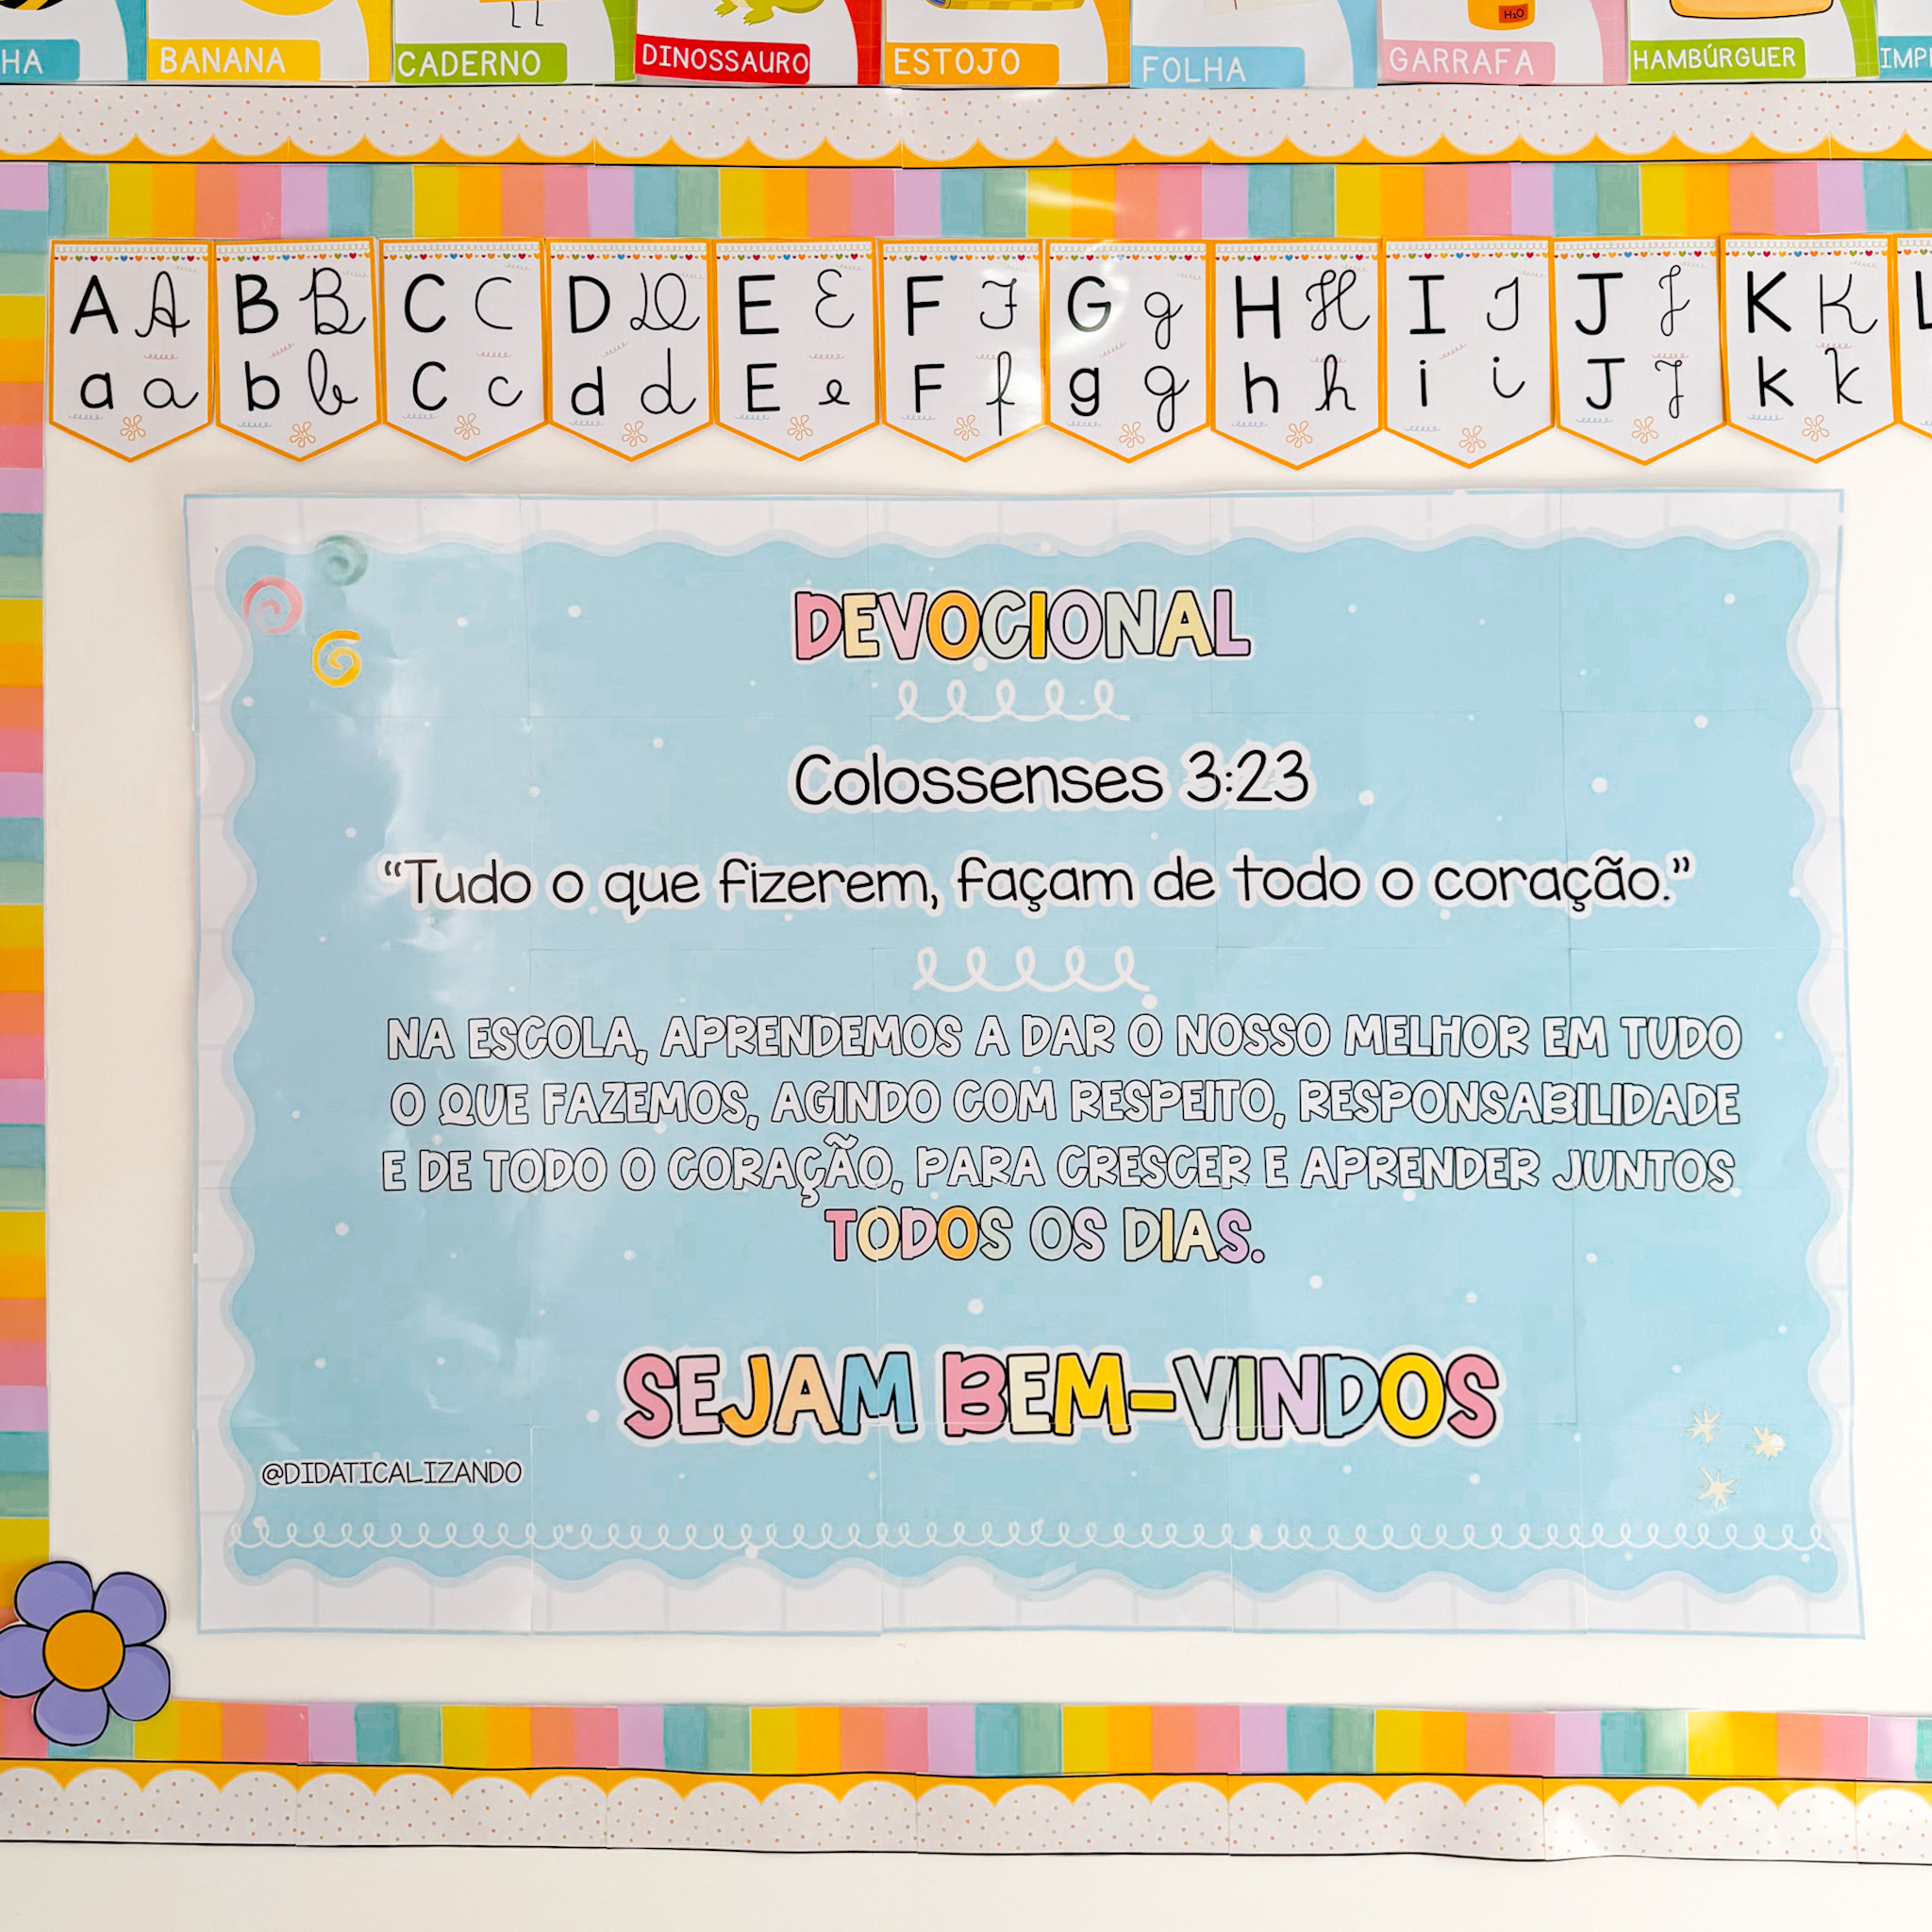 HA BANANA CADERNO DINOSSAURO ESTOJO FOLHA GARRAFA HAMBÚRGUER IMP
H2O
A A B B C C D D E E F F G g H H I I J J K K L
a a b b C c d d E e F f g g h h i i J J k k
DEVOCIONAL
Colossenses 3:23
“Tudo o que fizerem, façam de todo o coração.”
NA ESCOLA, APRENDEMOS A DAR O NOSSO MELHOR EM TUDO
O QUE FAZEMOS, AGINDO COM RESPEITO, RESPONSABILIDADE
E DE TODO O CORAÇÃO, PARA CRESCER E APRENDER JUNTOS
TODOS OS DIAS.
SEJAM BEM-VINDOS
@DIDATICALIZANDO